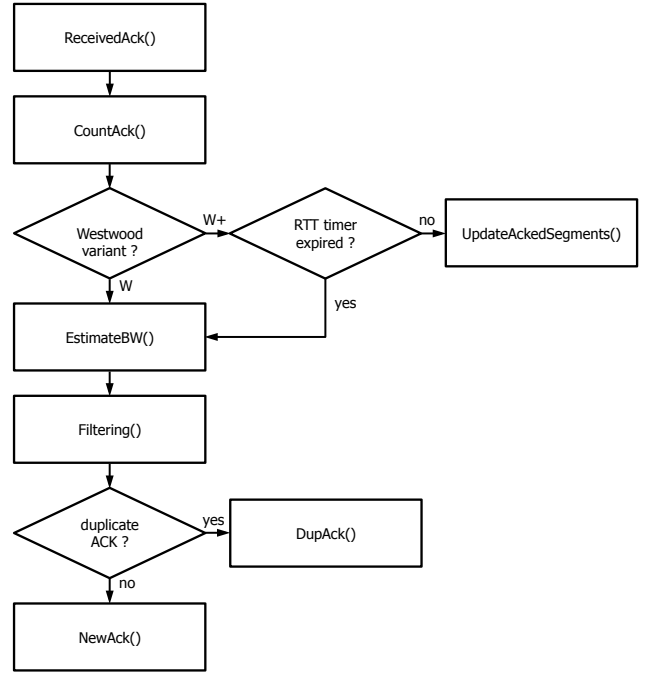 ReceivedAck()
CountAck()
Westwood
variant ?
W+
RTT timer
expired ?
no
UpdateAckedSegments()
W
yes
EstimateBW()
Filtering()
duplicate
ACK ?
yes
DupAck()
no
NewAck()